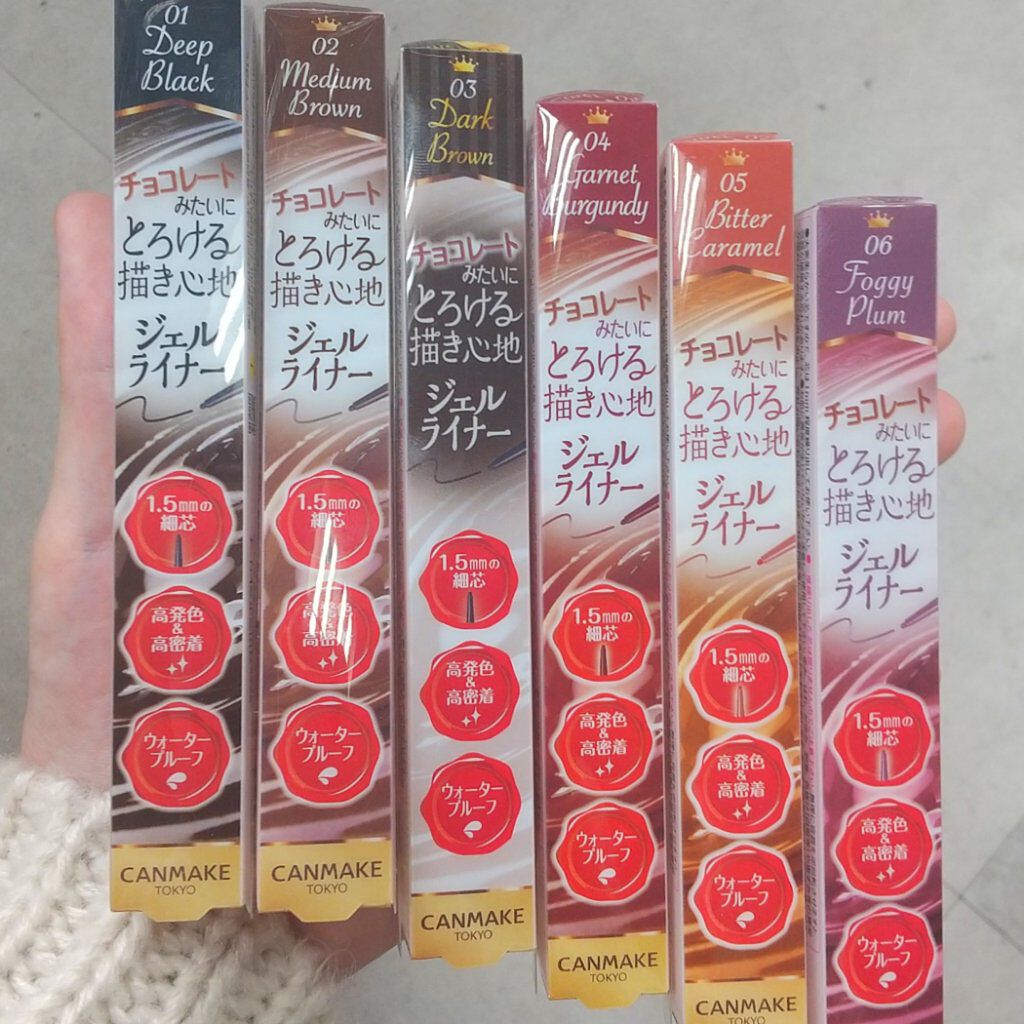 01
Deep
Black
チョコレート
みたいに
とろける
描き心地
ジェル
ライナー
1.5mmの
細芯
高発色
&
高密着
ウォーター
プルーフ
CANMAKE
TOKYO
02
Medium
Brown
チョコレート
みたいに
とろける
描き心地
ジェル
ライナー
1.5mmの
細芯
高発色
&
高密着
ウォーター
プルーフ
CANMAKE
TOKYO
03
Dark
Brown
チョコレート
みたいに
とろける
描き心地
ジェル
ライナー
1.5mmの
細芯
高発色
&
高密着
ウォーター
プルーフ
CANMAKE
TOKYO
04
Garnet
Burgundy
チョコレート
みたいに
とろける
描き心地
ジェル
ライナー
1.5mmの
細芯
高発色
&
高密着
ウォーター
プルーフ
CANMAKE
TOKYO
05
Bitter
Caramel
チョコレート
みたいに
とろける
描き心地
ジェル
ライナー
1.5mmの
細芯
高発色
&
高密着
ウォーター
プルーフ
CANMAKE
TOKYO
06
Foggy
Plum
チョコレート
みたいに
とろける
描き心地
ジェル
ライナー
1.5mmの
細芯
高発色
&
高密着
ウォーター
プルーフ